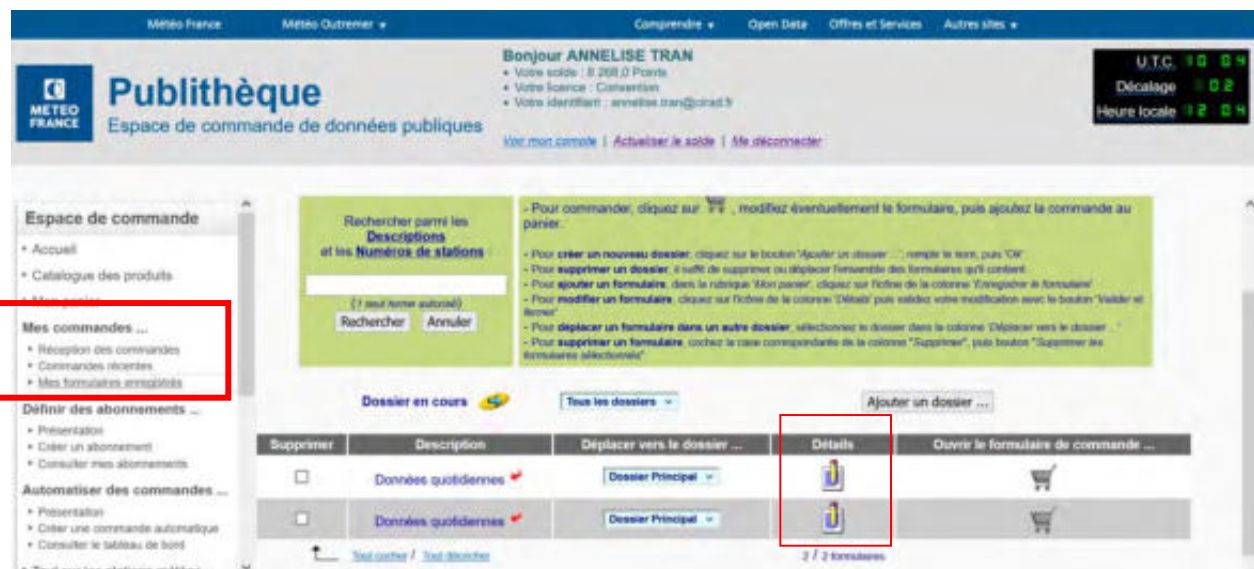 Météo France Météo Outremer Comprendre Open Data Offres et Services Autres sites
METEO FRANCE
Publithèque
Espace de commande de données publiques
Bonjour ANNELISE TRAN
• Votre solde : 8 268,0 Points
• Votre licence : Convention
• Votre identifiant : annelise.tran@cirad.fr
Voir mon compte | Actualiser le solde | Me déconnecter
U.T.C. 10 04
Décalage 02
Heure locale 12 04
Espace de commande
• Accueil
• Catalogue des produits
• Mon panier
Mes commandes ...
• Réception des commandes
• Commandes récentes
• Mes formulaires enregistrés
Définir des abonnements ...
• Présentation
• Créer un abonnement
• Consulter mes abonnements
Automatiser des commandes ...
• Présentation
• Créer une commande automatique
• Consulter le tableau de bord
Rechercher parmi les
Descriptions
et les Numéros de stations
(1 seul terme autorisé)
Rechercher Annuler
- Pour commander, cliquez sur , modifiez éventuellement le formulaire, puis ajoutez la commande au
panier.
- Pour créer un nouveau dossier, cliquez sur le bouton "Ajouter un dossier ...", remplir le nom, puis 'OK'
- Pour supprimer un dossier, il suffit de supprimer ou déplacer l'ensemble des formulaires qu'il contient
- Pour ajouter un formulaire, dans la rubrique 'Mon panier', cliquez sur l'icône de la colonne 'Enregistrer le formulaire'
- Pour modifier un formulaire, cliquez sur l'icône de la colonne 'Détails' puis validez votre modification avec le bouton 'Valider et
fermer'
- Pour déplacer un formulaire dans un autre dossier, sélectionnez le dossier dans la colonne 'Déplacer vers le dossier ...'
- Pour supprimer un formulaire, cochez la case correspondante de la colonne "Supprimer", puis bouton "Supprimer les
formulaires sélectionnés"
Dossier en cours Tous les dossiers Ajouter un dossier ...
Supprimer Description Déplacer vers le dossier ... Détails Ouvrir le formulaire de commande ...
Données quotidiennes Dossier Principal
Données quotidiennes Dossier Principal
Tout cocher / Tout décocher 2 / 2 formulaires